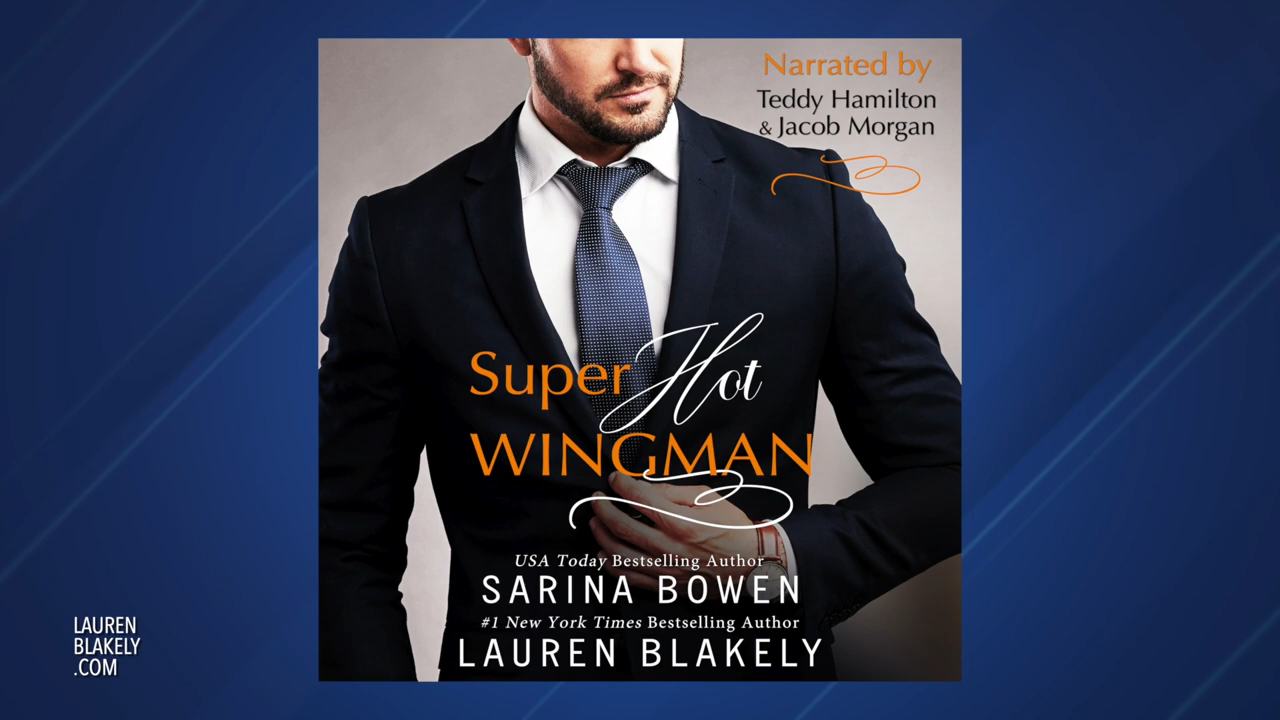 Narrated by
Teddy Hamilton
& Jacob Morgan
Super Hot
WINGMAN
USA Today Bestselling Author
SARINA BOWEN
#1 New York Times Bestselling Author
LAUREN BLAKELY
LAUREN
BLAKELY
.COM